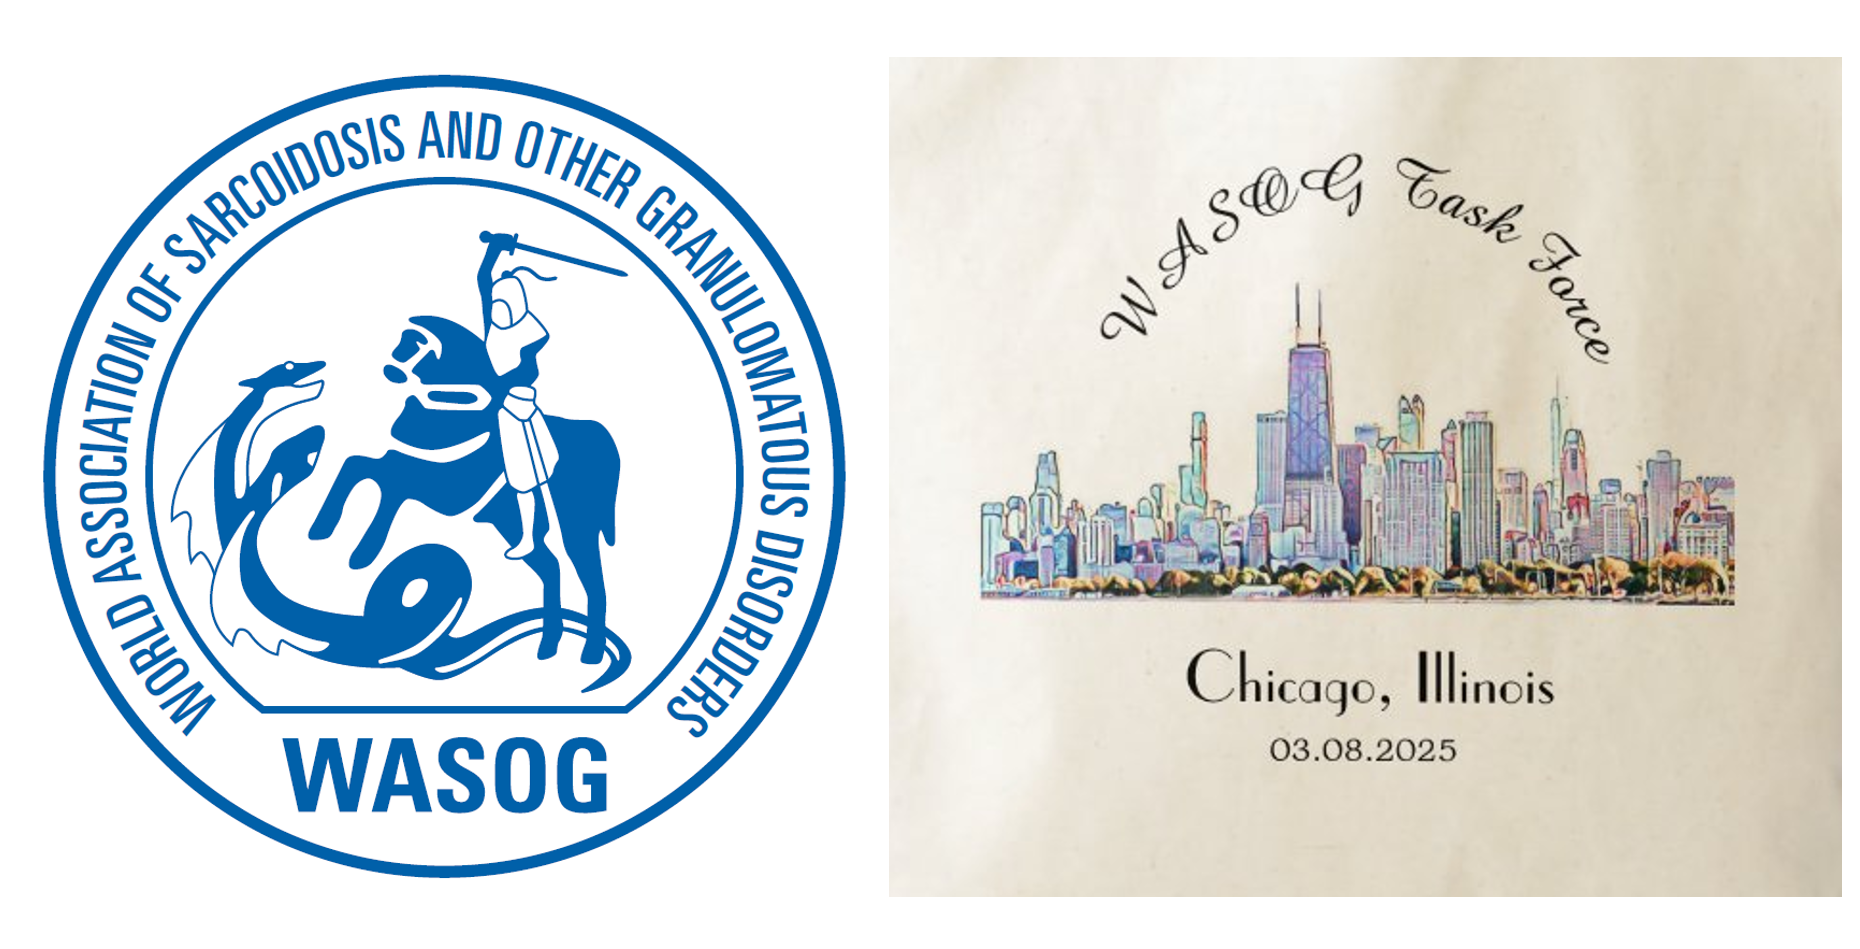 WORLD ASSOCIATION OF SARCOIDOSIS AND OTHER GRANULOMATOUS DISORDERS
WASOG
WASOG Task Force
Chicago, Illinois
03.08.2025